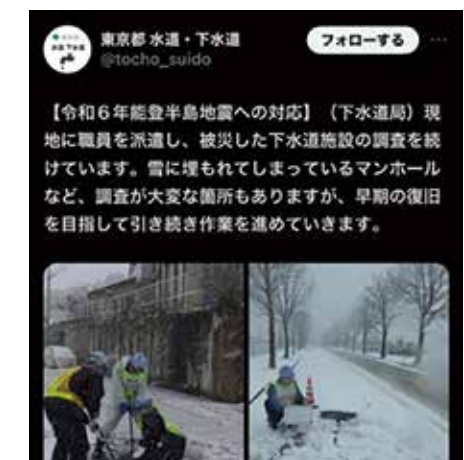 東京都 水道・下水道
フォローする
@tocho_suido
【令和６年能登半島地震への対応】（下水道局）現
地に職員を派遣し、被災した下水道施設の調査を続
けています。雪に埋もれてしまっているマンホール
など、調査が大変な箇所もありますが、早期の復旧
を目指して引き続き作業を進めていきます。